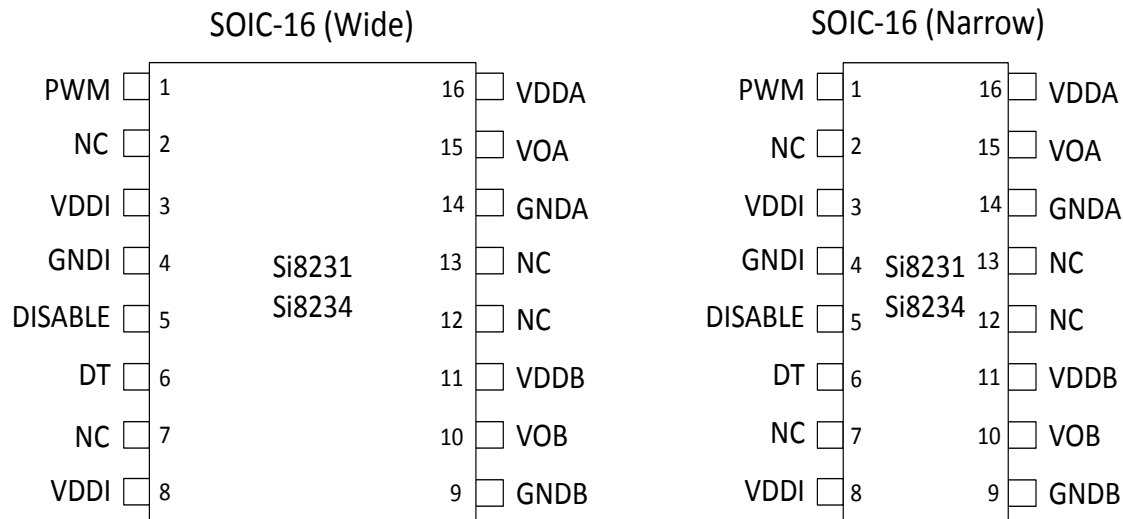 SOIC-16 (Wide)
PWM 1 16 VDDA
NC 2 15 VOA
VDDI 3 14 GNDA
GNDI 4 13 NC
Si8231
Si8234
DISABLE 5 12 NC
DT 6 11 VDDB
NC 7 10 VOB
VDDI 8 9 GNDB
SOIC-16 (Narrow)
PWM 1 16 VDDA
NC 2 15 VOA
VDDI 3 14 GNDA
GNDI 4 Si8231 13 NC
DISABLE 5 Si8234 12 NC
DT 6 11 VDDB
NC 7 10 VOB
VDDI 8 9 GNDB